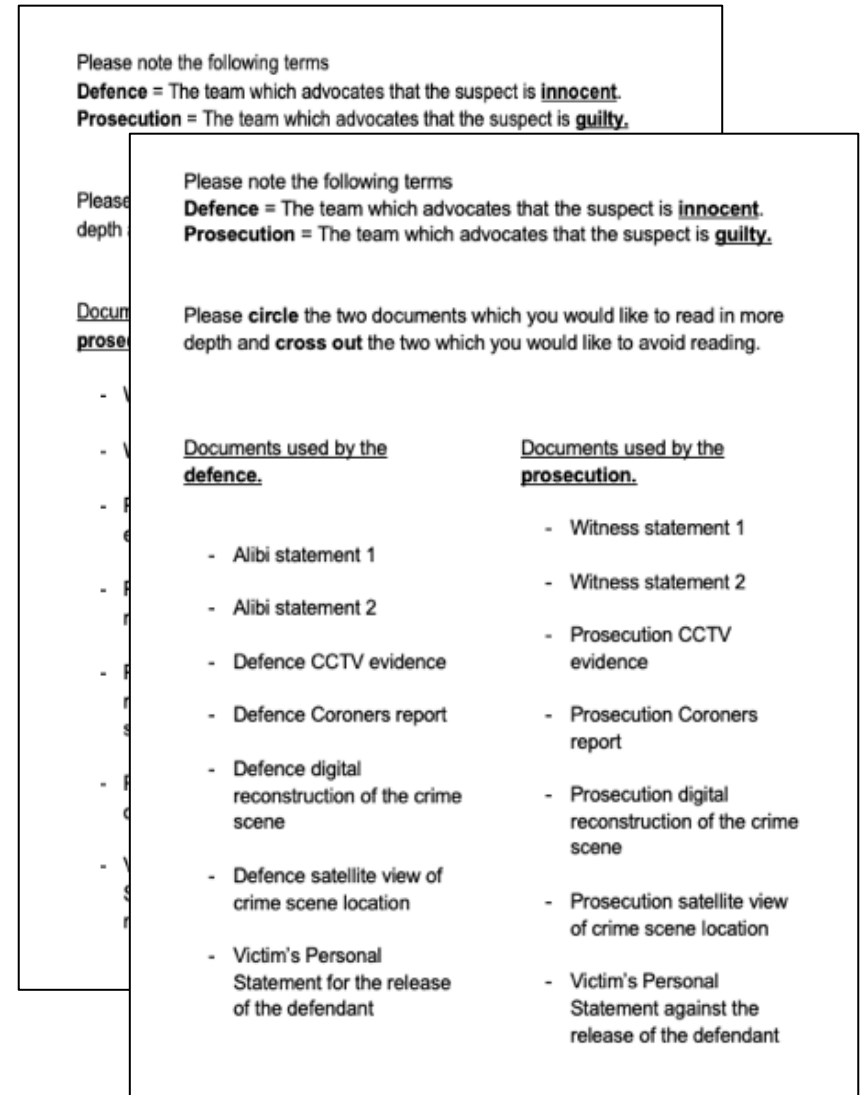 Please note the following terms
Defence = The team which advocates that the suspect is innocent.
Prosecution = The team which advocates that the suspect is guilty.
Please
depth
Docum
prose
Please note the following terms
Defence = The team which advocates that the suspect is innocent.
Prosecution = The team which advocates that the suspect is guilty.
Please circle the two documents which you would like to read in more
depth and cross out the two which you would like to avoid reading.
Documents used by the
defence.
- Alibi statement 1
- Alibi statement 2
- Defence CCTV evidence
- Defence Coroners report
- Defence digital
reconstruction of the crime
scene
- Defence satellite view of
crime scene location
- Victim's Personal
Statement for the release
of the defendant
Documents used by the
prosecution.
- Witness statement 1
- Witness statement 2
- Prosecution CCTV
evidence
- Prosecution Coroners
report
- Prosecution digital
reconstruction of the crime
scene
- Prosecution satellite view
of crime scene location
- Victim's Personal
Statement against the
release of the defendant